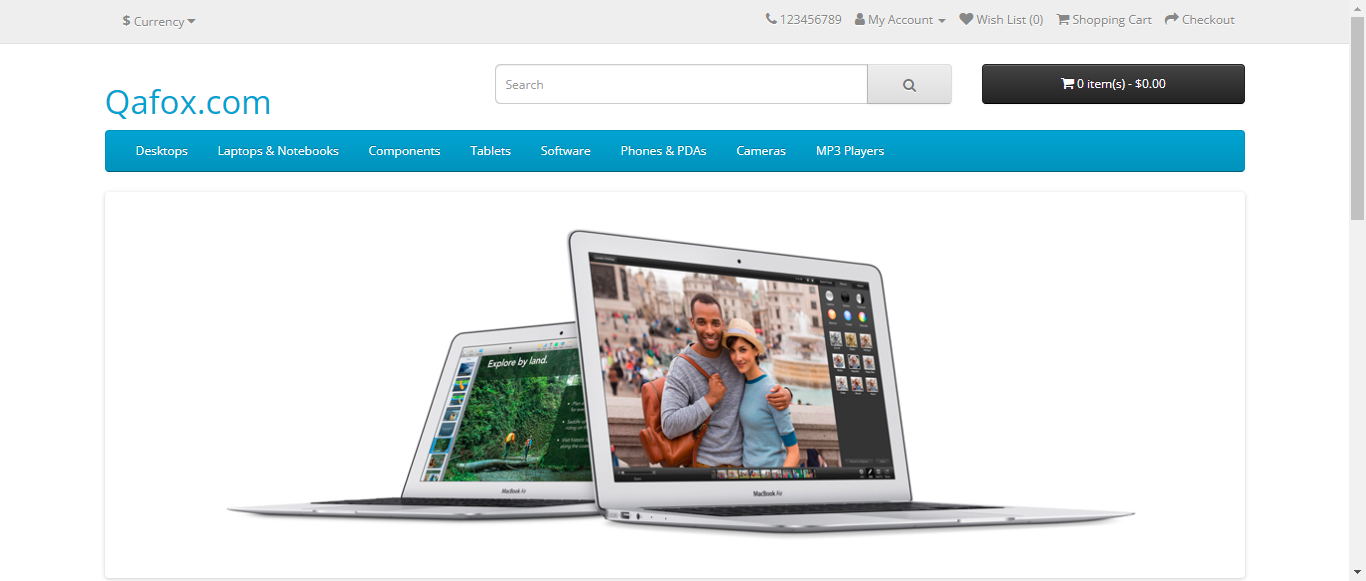 $ Currency
123456789 My Account Wish List (0) Shopping Cart Checkout
Qafox.com
Search
0 item(s) - $0.00
Desktops Laptops & Notebooks Components Tablets Software Phones & PDAs Cameras MP3 Players
Explore by land.
MacBook Air
MacBook Air